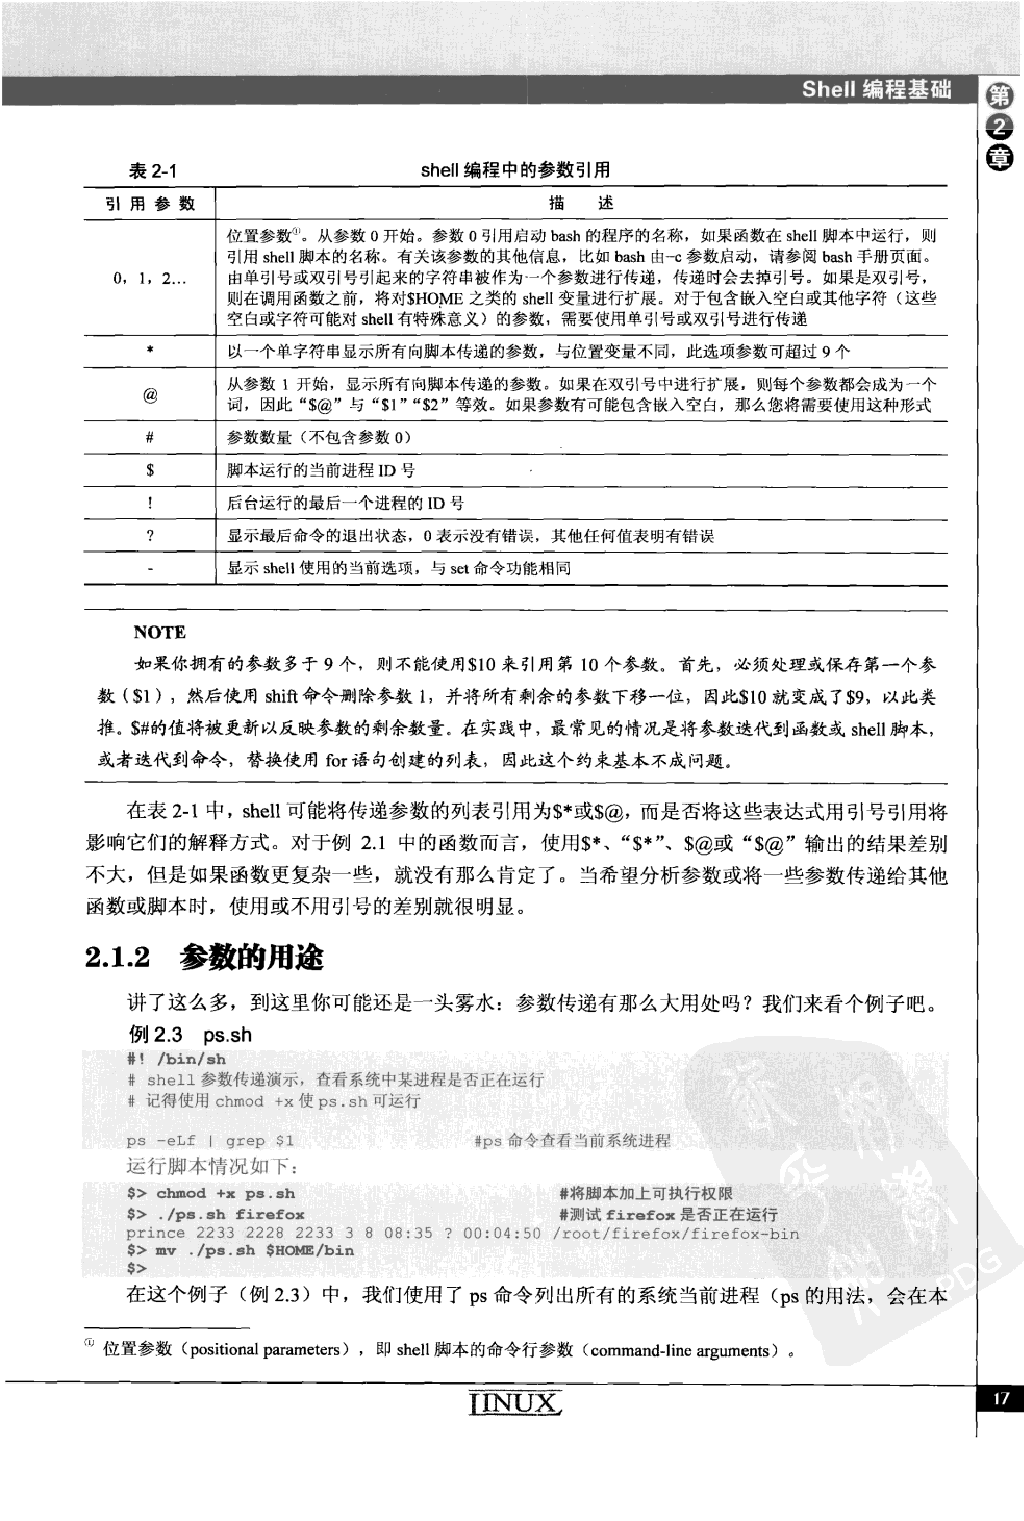 Shell 编程基础
第
2
章
表 2-1 shell 编程中的参数引用
引 用 参 数 描 述
0，1，2... 位置参数①。从参数 0 开始。参数 0 引用启动 bash 的程序的名称，如果函数在 shell 脚本中运行，则
引用 shell 脚本的名称。有关该参数的其他信息，比如 bash 由-c 参数启动，请参阅 bash 手册页面。
由单引号或双引号引起来的字符串被作为一个参数进行传递，传递时会去掉引号。如果是双引号，
则在调用函数之前，将对$HOME 之类的 shell 变量进行扩展。对于包含嵌入空白或其他字符（这些
空白或字符可能对 shell 有特殊意义）的参数，需要使用单引号或双引号进行传递
* 以一个单字符串显示所有向脚本传递的参数，与位置变量不同，此选项参数可超过 9 个
@ 从参数 1 开始，显示所有向脚本传递的参数。如果在双引号中进行扩展，则每个参数都会成为一个
词，因此“$@”与“$1”“$2”等效。如果参数有可能包含嵌入空白，那么您将需要使用这种形式
# 参数数量（不包含参数 0）
$ 脚本运行的当前进程 ID 号
! 后台运行的最后一个进程的 ID 号
? 显示最后命令的退出状态，0 表示没有错误，其他任何值表明有错误
- 显示 shell 使用的当前选项，与 set 命令功能相同
NOTE
如果你拥有的参数多于 9 个，则不能使用$10 来引用第 10 个参数。首先，必须处理或保存第一个参
数（$1），然后使用 shift 命令删除参数 1，并将所有剩余的参数下移一位，因此$10 就变成了$9，以此类
推。$#的值将被更新以反映参数的剩余数量。在实践中，最常见的情况是将参数迭代到函数或 shell 脚本，
或者迭代到命令，替换使用 for 语句创建的列表，因此这个约束基本不成问题。
在表 2-1 中，shell 可能将传递参数的列表引用为$*或$@，而是否将这些表达式用引号引用将
影响它们的解释方式。对于例 2.1 中的函数而言，使用$*、“$*”、$@或“$@”输出的结果差别
不大，但是如果函数更复杂一些，就没有那么肯定了。当希望分析参数或将一些参数传递给其他
函数或脚本时，使用或不用引号的差别就很明显。
2.1.2 参数的用途
讲了这么多，到这里你可能还是一头雾水：参数传递有那么大用处吗？我们来看个例子吧。
例 2.3 ps.sh
#! /bin/sh
# shell 参数传递演示，查看系统中某进程是否正在运行
# 记得使用 chmod +x 使 ps.sh 可运行
ps -eLf | grep $1 #ps 命令查看当前系统进程
运行脚本情况如下：
$> chmod +x ps.sh #将脚本加上可执行权限
$> ./ps.sh firefox #测试 firefox 是否正在运行
prince 2233 2228 2233 3 8 08:35 ? 00:04:50 /root/firefox/firefox-bin
$> mv ./ps.sh $HOME/bin
$>
在这个例子（例 2.3）中，我们使用了 ps 命令列出所有的系统当前进程（ps 的用法，会在本
① 位置参数（positional parameters），即 shell 脚本的命令行参数（command-line arguments）。
LINUX
17